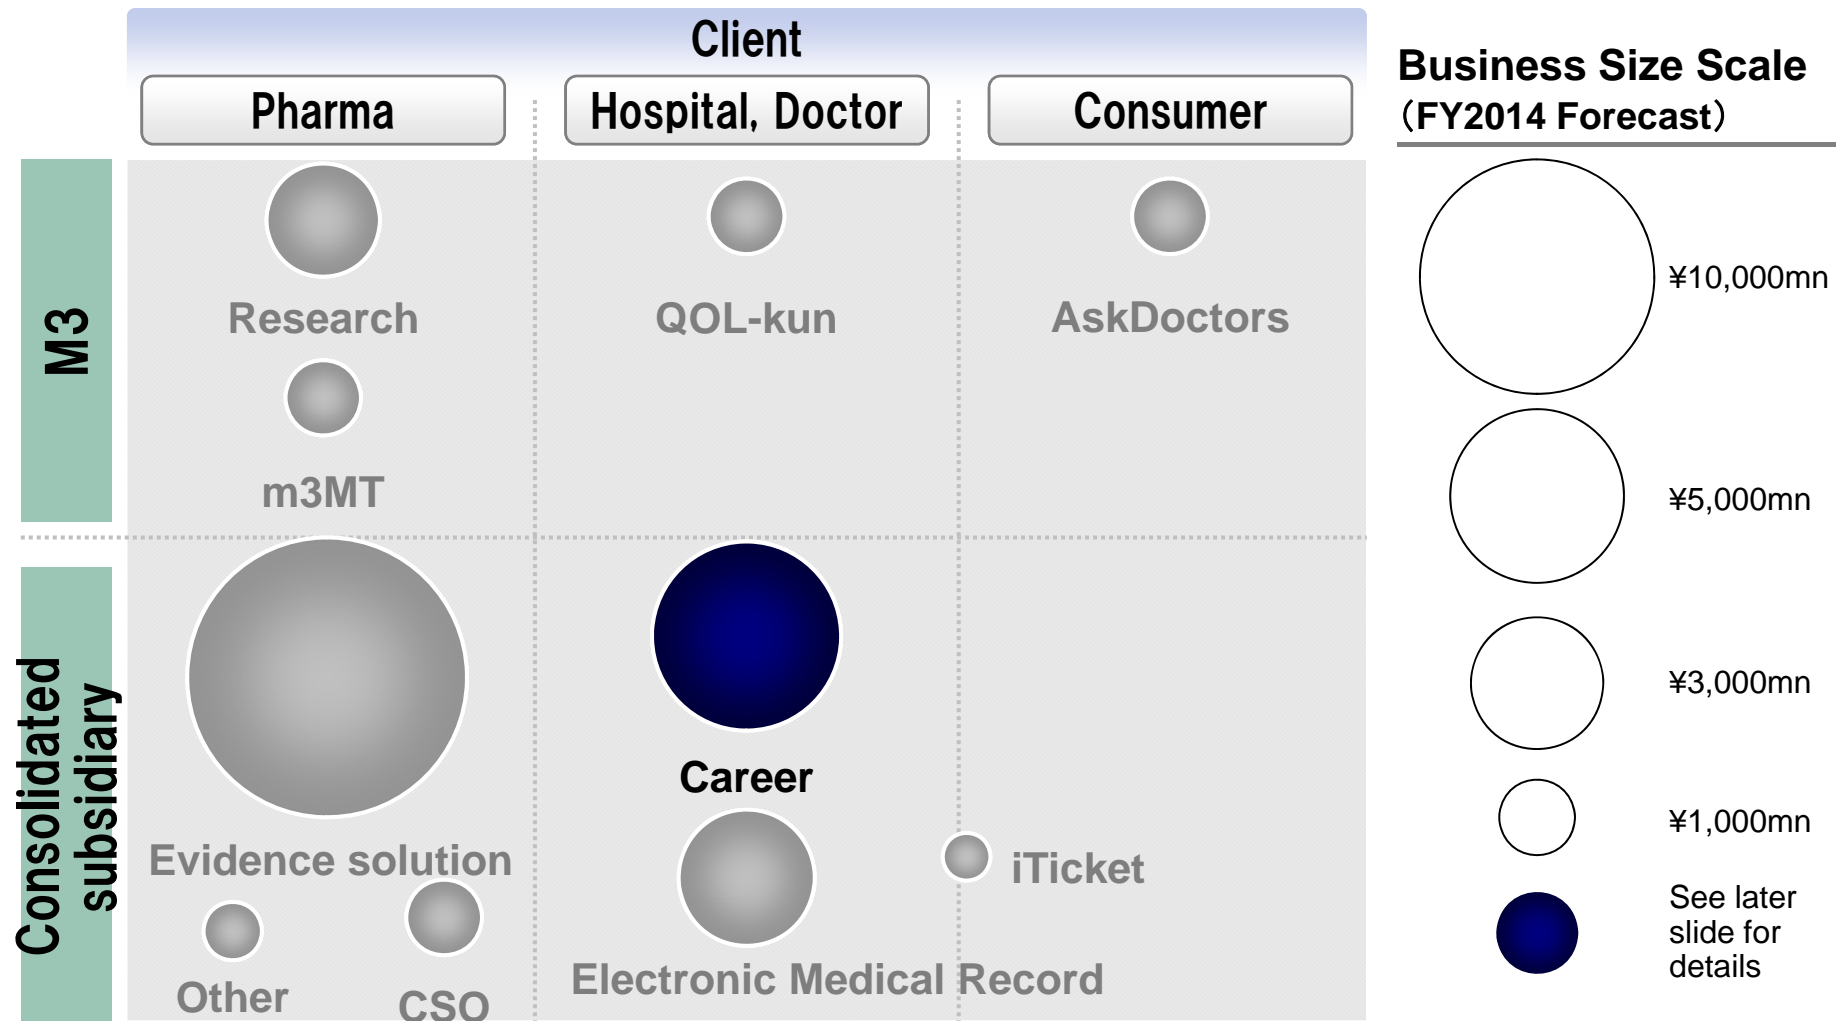 Client
Pharma
Hospital, Doctor
Consumer
Business Size Scale
（FY2014 Forecast）
M3
Research
QOL-kun
AskDoctors
m3MT
¥10,000mn
¥5,000mn
¥3,000mn
¥1,000mn
See later
slide for
details
Consolidated
subsidiary
Career
Evidence solution
iTicket
Other
CSO
Electronic Medical Record